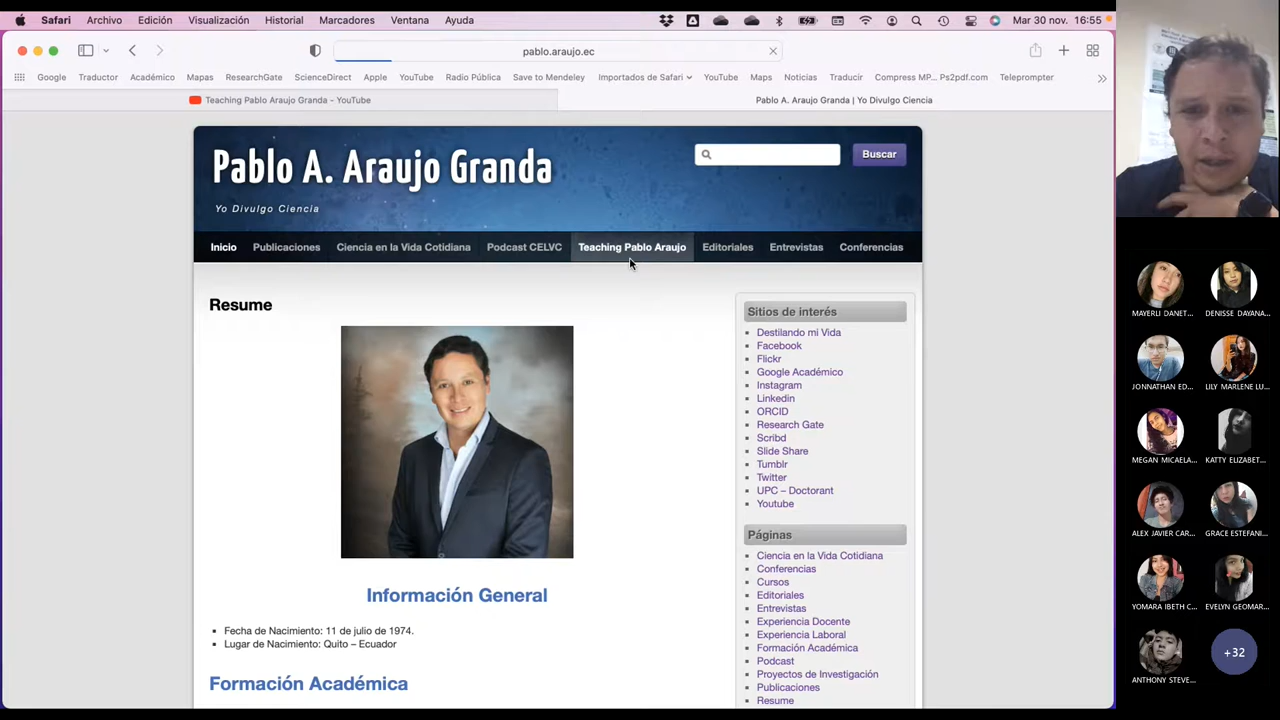 Safari Archivo Edición Visualización Historial Marcadores Ventana Ayuda Mar 30 nov. 16:55
pablo.araujo.ec
Google Traductor Académico Mapas ResearchGate ScienceDirect Apple YouTube Radio Pública Save to Mendeley Importados de Safari YouTube Maps Noticias Traducir Compress MP... Ps2pdf.com Teleprompter
Teaching Pablo Araujo Granda - YouTube
Pablo A. Araujo Granda | Yo Divulgo Ciencia
Pablo A. Araujo Granda
Buscar
Yo Divulgo Ciencia
Inicio Publicaciones Ciencia en la Vida Cotidiana Podcast CELVC Teaching Pablo Araujo Editoriales Entrevistas Conferencias
Resume
Información General
Fecha de Nacimiento: 11 de julio de 1974.
Lugar de Nacimiento: Quito – Ecuador
Formación Académica
Sitios de interés
Destilando mi Vida
Facebook
Flickr
Google Académico
Instagram
Linkedin
ORCID
Research Gate
Scribd
Slide Share
Tumblr
Twitter
UPC – Doctorant
Youtube
Páginas
Ciencia en la Vida Cotidiana
Conferencias
Cursos
Editoriales
Entrevistas
Experiencia Docente
Experiencia Laboral
Formación Académica
Podcast
Proyectos de Investigación
Publicaciones
Resume
MAYERLI DANET... DENISSE DAYANA...
JONNATHAN ED... LILY MARLENE LU...
MEGAN MICAELA... KATTY ELIZABET...
ALEX JAVIER CAR... GRACE ESTEFANI...
YOMARA IBETH C... EVELYN GEOMAR...
ANTHONY STEVE... +32